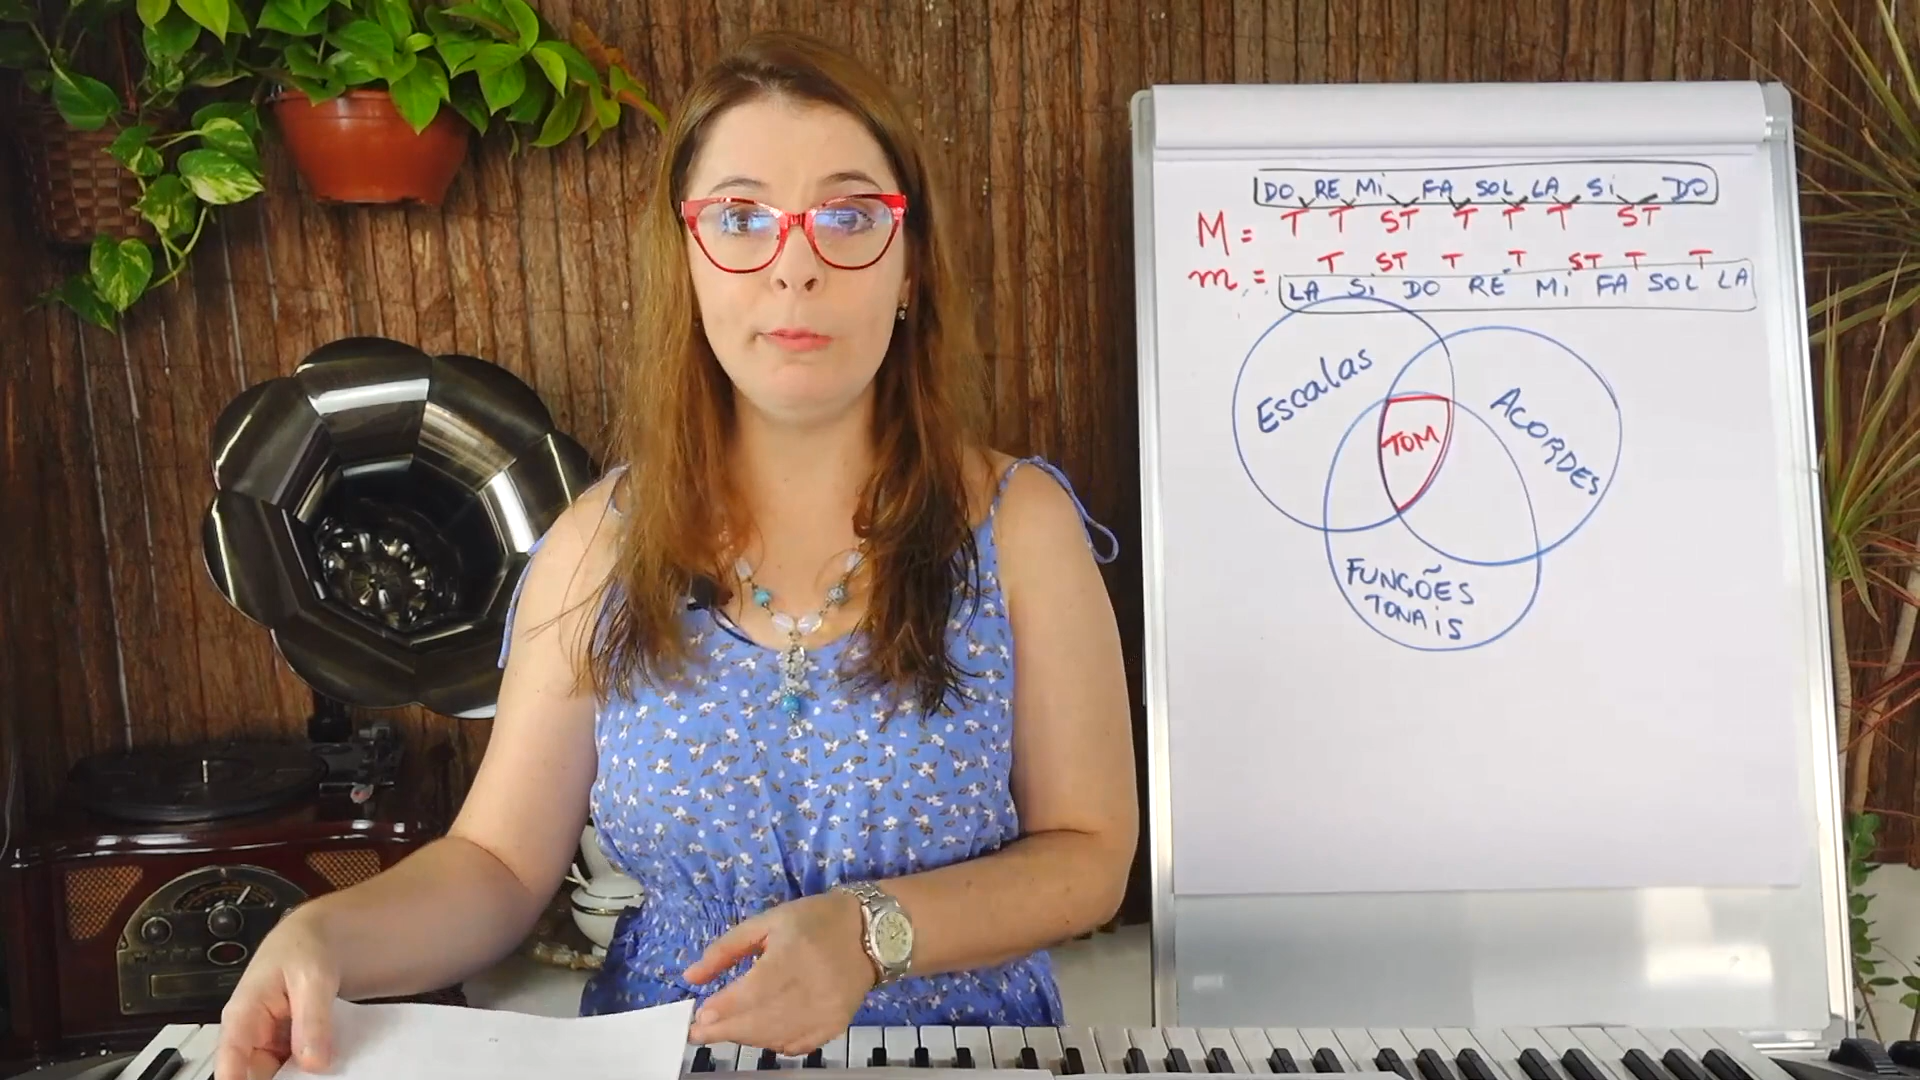 DO RE Mi FA SOL LA Si DO
M = T T ST T T T ST
T ST T T ST T T
m = LA Si DO RÉ Mi FA SOL LA
Escalas
ACORDES
TOM
FUNÇÕES
TONAiS